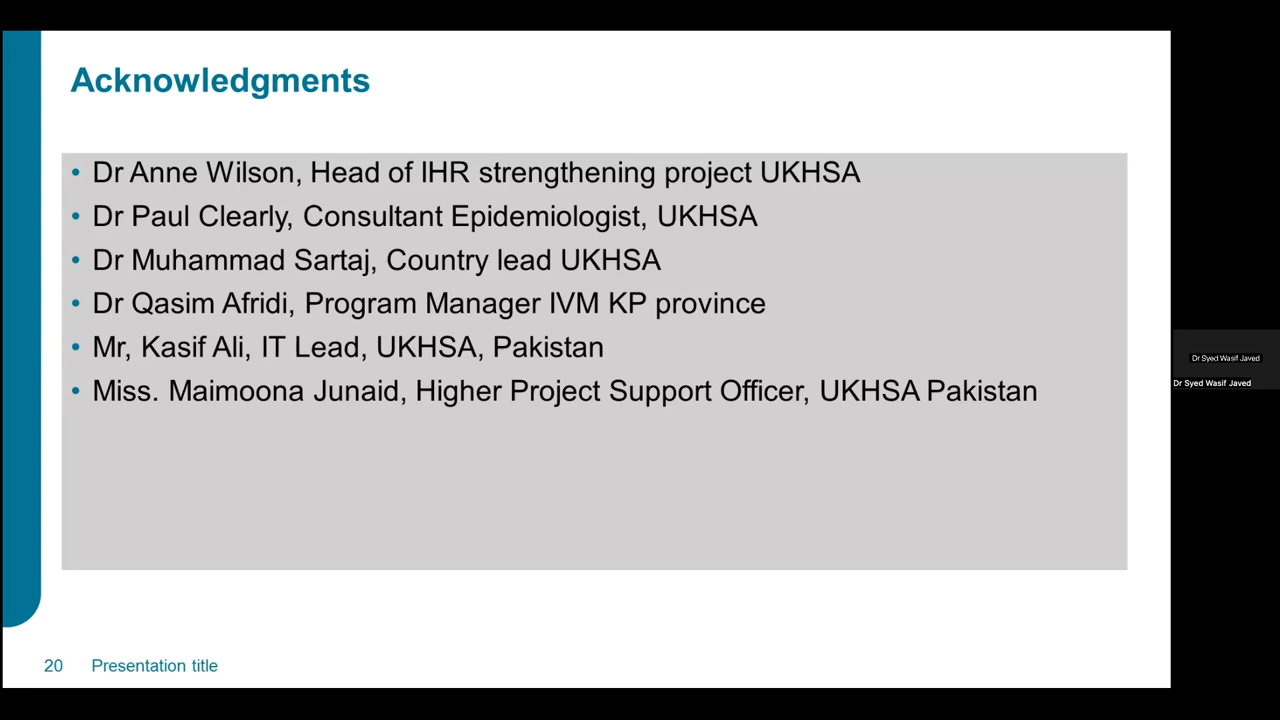 Acknowledgments
• Dr Anne Wilson, Head of IHR strengthening project UKHSA
• Dr Paul Clearly, Consultant Epidemiologist, UKHSA
• Dr Muhammad Sartaj, Country lead UKHSA
• Dr Qasim Afridi, Program Manager IVM KP province
• Mr, Kasif Ali, IT Lead, UKHSA, Pakistan
• Miss. Maimoona Junaid, Higher Project Support Officer, UKHSA Pakistan
Dr Syed Wasif Javed
Dr Syed Wasif Javed
20 Presentation title